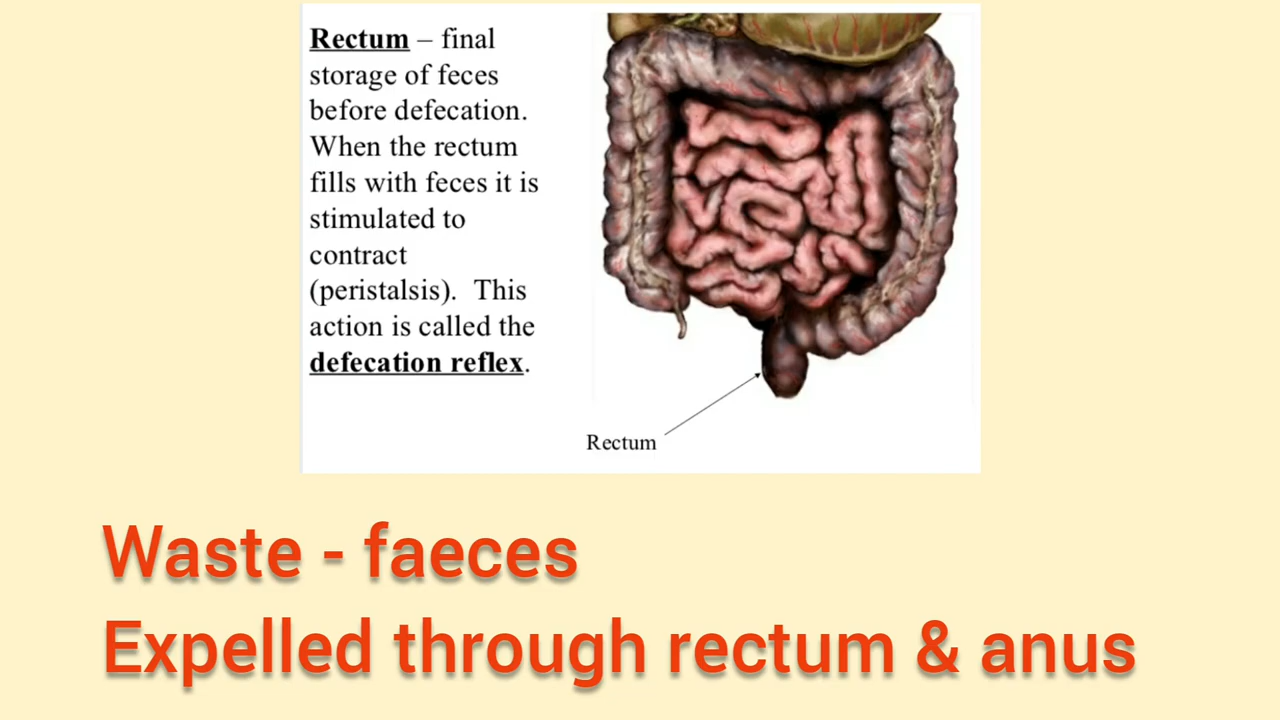 Rectum – final
storage of feces
before defecation.
When the rectum
fills with feces it is
stimulated to
contract
(peristalsis).  This
action is called the
defecation reflex.
Rectum
Waste - faeces
Expelled through rectum & anus